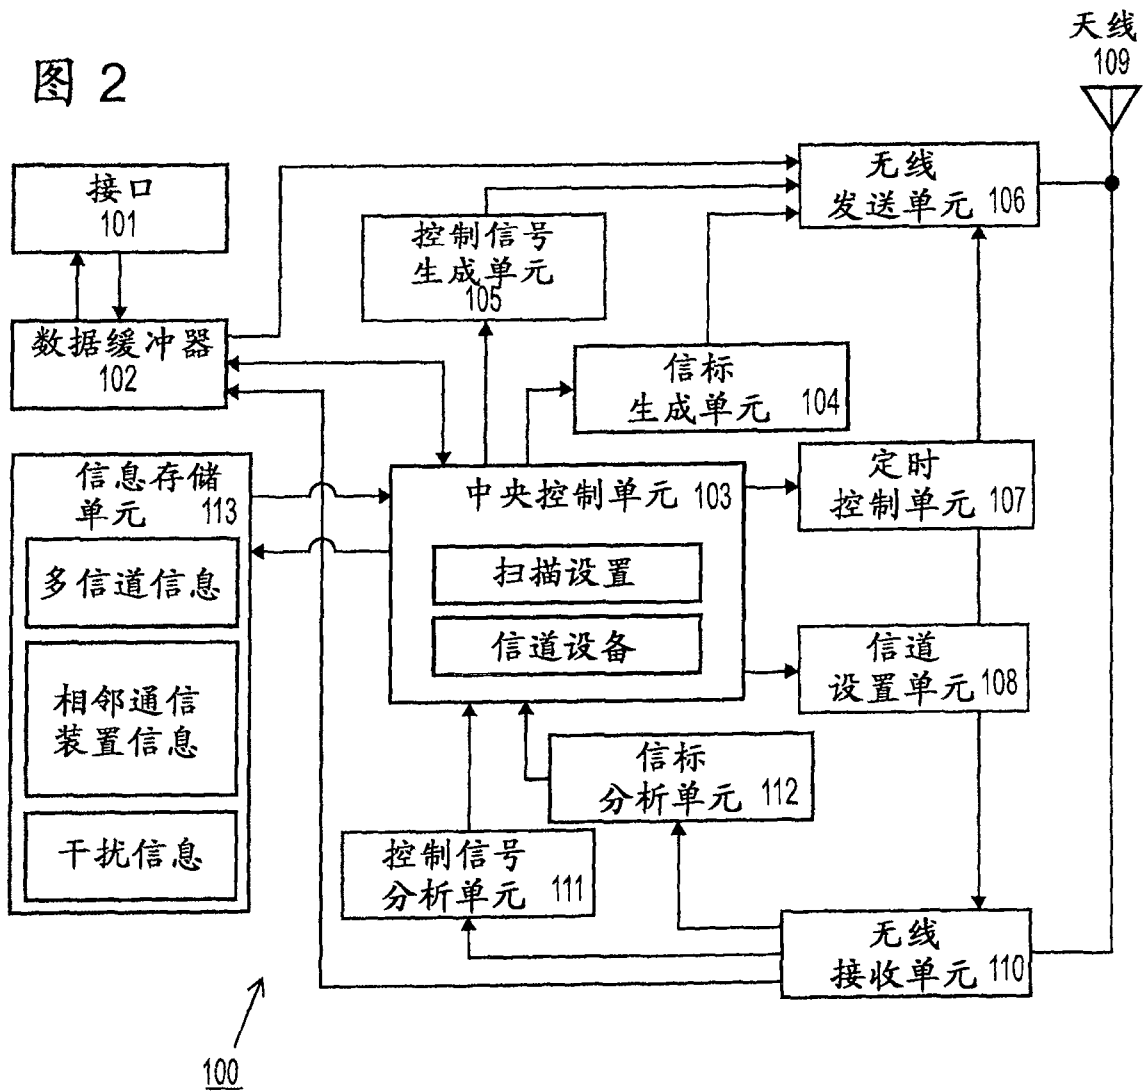 天线
109
图 2
接口
101
无线
发送单元 106
控制信号
生成单元
105
数据缓冲器
102
信标
生成单元 104
信息存储
单元 113
中央控制单元 103
定时
控制单元 107
多信道信息
扫描设置
信道设备
信道
设置单元 108
相邻通信
装置信息
信标
分析单元 112
干扰信息
控制信号
分析单元 111
无线
接收单元 110
100